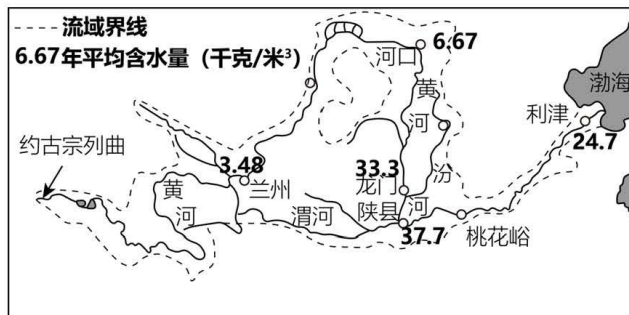 流域界线
6.67年平均含水量（千克/米³）
河口
6.67
渤海
黄
河
利津
24.7
约古宗列曲
3.48
兰州
33.3
龙门
汾
河
黄
河
渭河
陕县
37.7
桃花峪